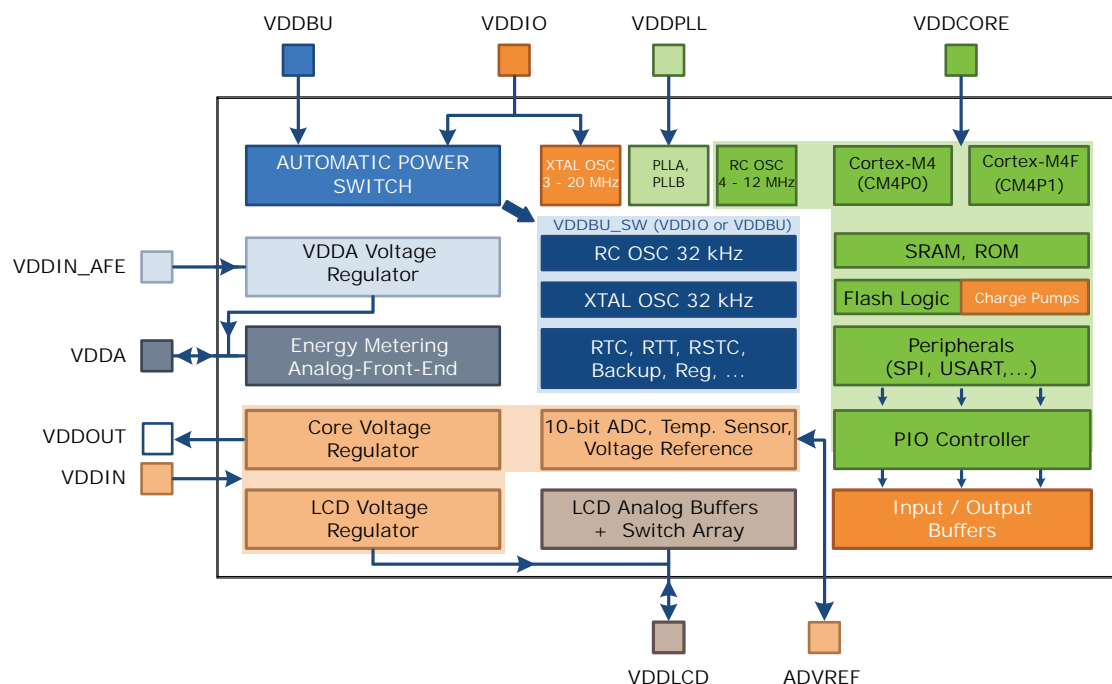 VDDBU
VDDIO
VDDPLL
VDDCORE
AUTOMATIC POWER
SWITCH
XTAL OSC
3 - 20 MHz
PLLA,
PLLB
RC OSC
4 - 12 MHz
Cortex-M4
(CM4P0)
Cortex-M4F
(CM4P1)
VDDBU_SW (VDDIO or VDDBU)
VDDIN_AFE
VDDA Voltage
Regulator
RC OSC 32 kHz
SRAM, ROM
XTAL OSC 32 kHz
Flash Logic
Charge Pumps
VDDA
Energy Metering
Analog-Front-End
RTC, RTT, RSTC,
Backup, Reg, ...
Peripherals
(SPI, USART,...)
VDDOUT
VDDIN
Core Voltage
Regulator
10-bit ADC, Temp. Sensor,
Voltage Reference
PIO Controller
LCD Voltage
Regulator
LCD Analog Buffers
+ Switch Array
Input / Output
Buffers
VDDLCD
ADVREF